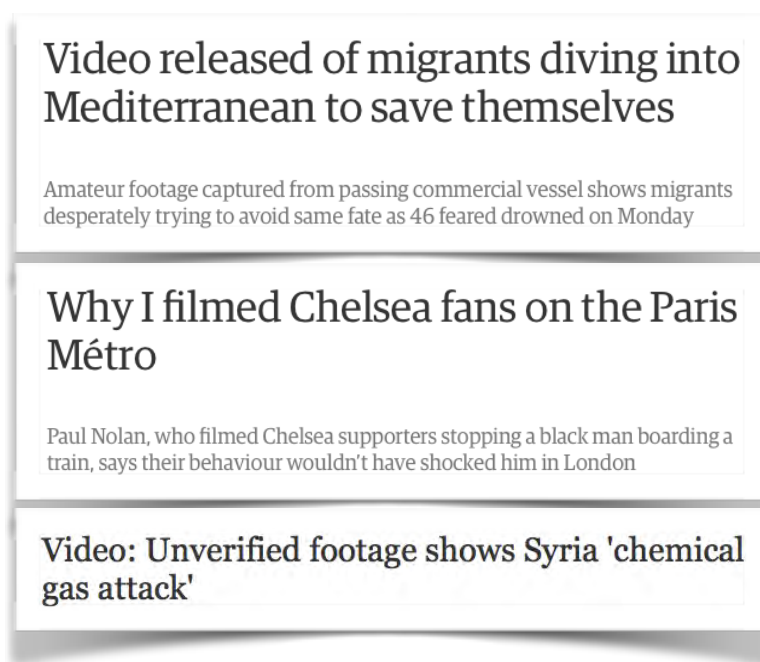 Video released of migrants diving into
Mediterranean to save themselves
Amateur footage captured from passing commercial vessel shows migrants
desperately trying to avoid same fate as 46 feared drowned on Monday
Why I filmed Chelsea fans on the Paris
Métro
Paul Nolan, who filmed Chelsea supporters stopping a black man boarding a
train, says their behaviour wouldn't have shocked him in London
Video: Unverified footage shows Syria 'chemical
gas attack'